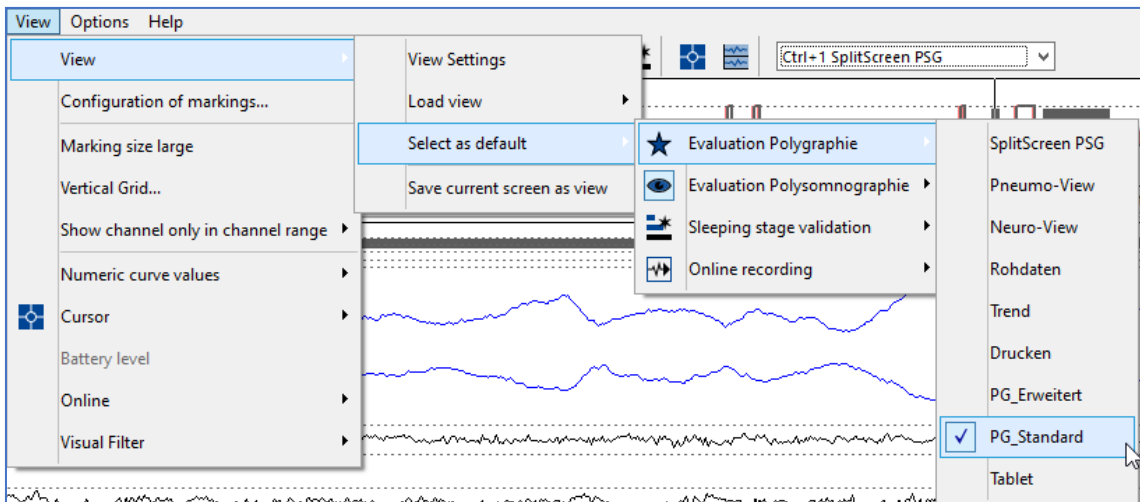 View Options Help
Ctrl+1 SplitScreen PSG
View
Configuration of markings...
Marking size large
Vertical Grid...
Show channel only in channel range
Numeric curve values
Cursor
Battery level
Online
Visual Filter
View Settings
Load view
Select as default
Save current screen as view
Evaluation Polygraphie
Evaluation Polysomnographie
Sleeping stage validation
Online recording
SplitScreen PSG
Pneumo-View
Neuro-View
Rohdaten
Trend
Drucken
PG_Erweitert
PG_Standard
Tablet